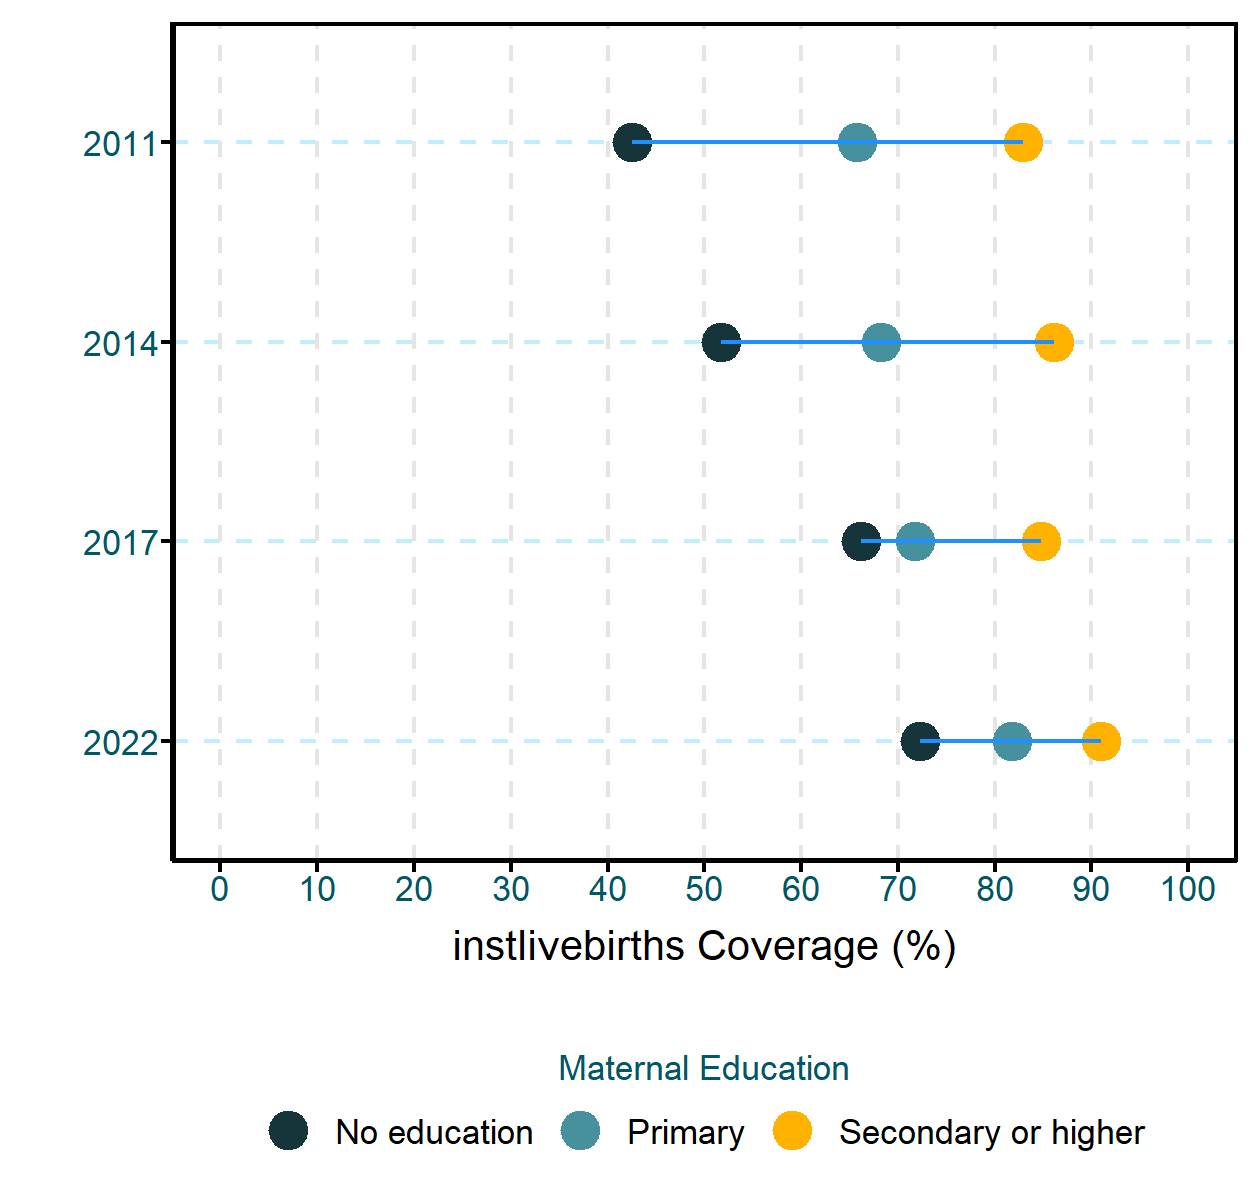 2011
2014
2017
2022
0 10 20 30 40 50 60 70 80 90 100
instlivebirths Coverage (%)
Maternal Education
No education Primary Secondary or higher